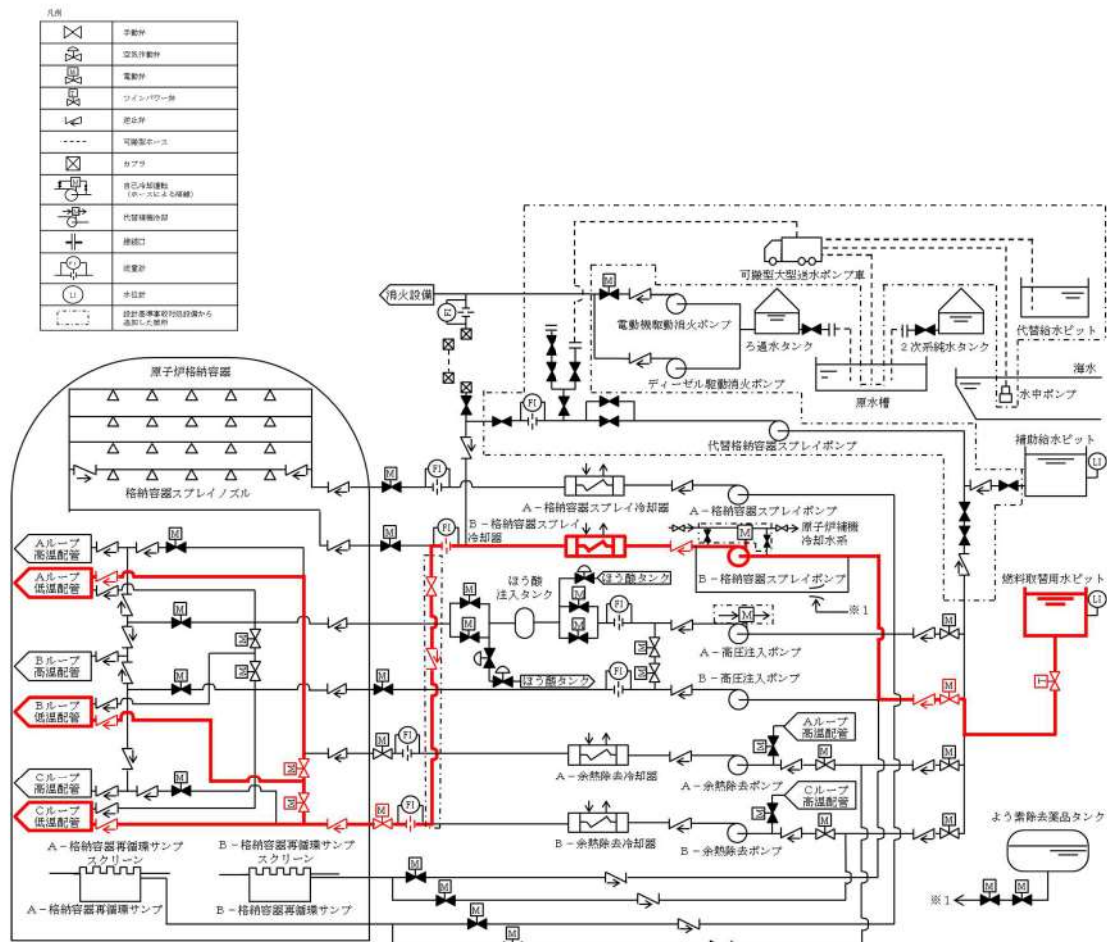 凡例
手動弁
空気作動弁
M
電動弁
T
ツインパワー弁
逆止弁
可搬型ホース
カプラ
M
自己冷却運転
(ホースによる接続)
代替補機冷却
接続口
FI
流量計
LI
水位計
設計基準事故対処設備から
追加した箇所
消火設備
FI
M
電動機駆動消火ポンプ
ディーゼル駆動消火ポンプ
可搬型大型送水ポンプ車
ろ過水タンク
2次系純水タンク
原水槽
代替給水ピット
海水
水中ポンプ
FI
代替格納容器スプレイポンプ
補助給水ピット
LI
原子炉格納容器
格納容器スプレイノズル
M
FI
A-格納容器スプレイ冷却器
A-格納容器スプレイポンプ
B-格納容器スプレイ
冷却器
M
FI
M
原子炉補機
冷却水系
B-格納容器スプレイポンプ
※1
燃料取替用水ピット
LI
T
Aループ
高温配管
M
Aループ
低温配管
M
M
ほう酸
注入タンク
ほう酸タンク
M
M
M
M
FI
M
A-高圧注入ポンプ
M
Bループ
高温配管
M
M
M
M
ほう酸タンク
FI
M
M
B-高圧注入ポンプ
M
Bループ
低温配管
M
M
FI
A-余熱除去冷却器
Aループ
高温配管
M
M
A-余熱除去ポンプ
M
Cループ
高温配管
M
M
Cループ
低温配管
M
FI
B-余熱除去冷却器
Cループ
高温配管
M
M
B-余熱除去ポンプ
M
よう素除去薬品タンク
※1
M
M
A-格納容器再循環サンプ
スクリーン
B-格納容器再循環サンプ
スクリーン
A-格納容器再循環サンプ
B-格納容器再循環サンプ
M
M
M
M